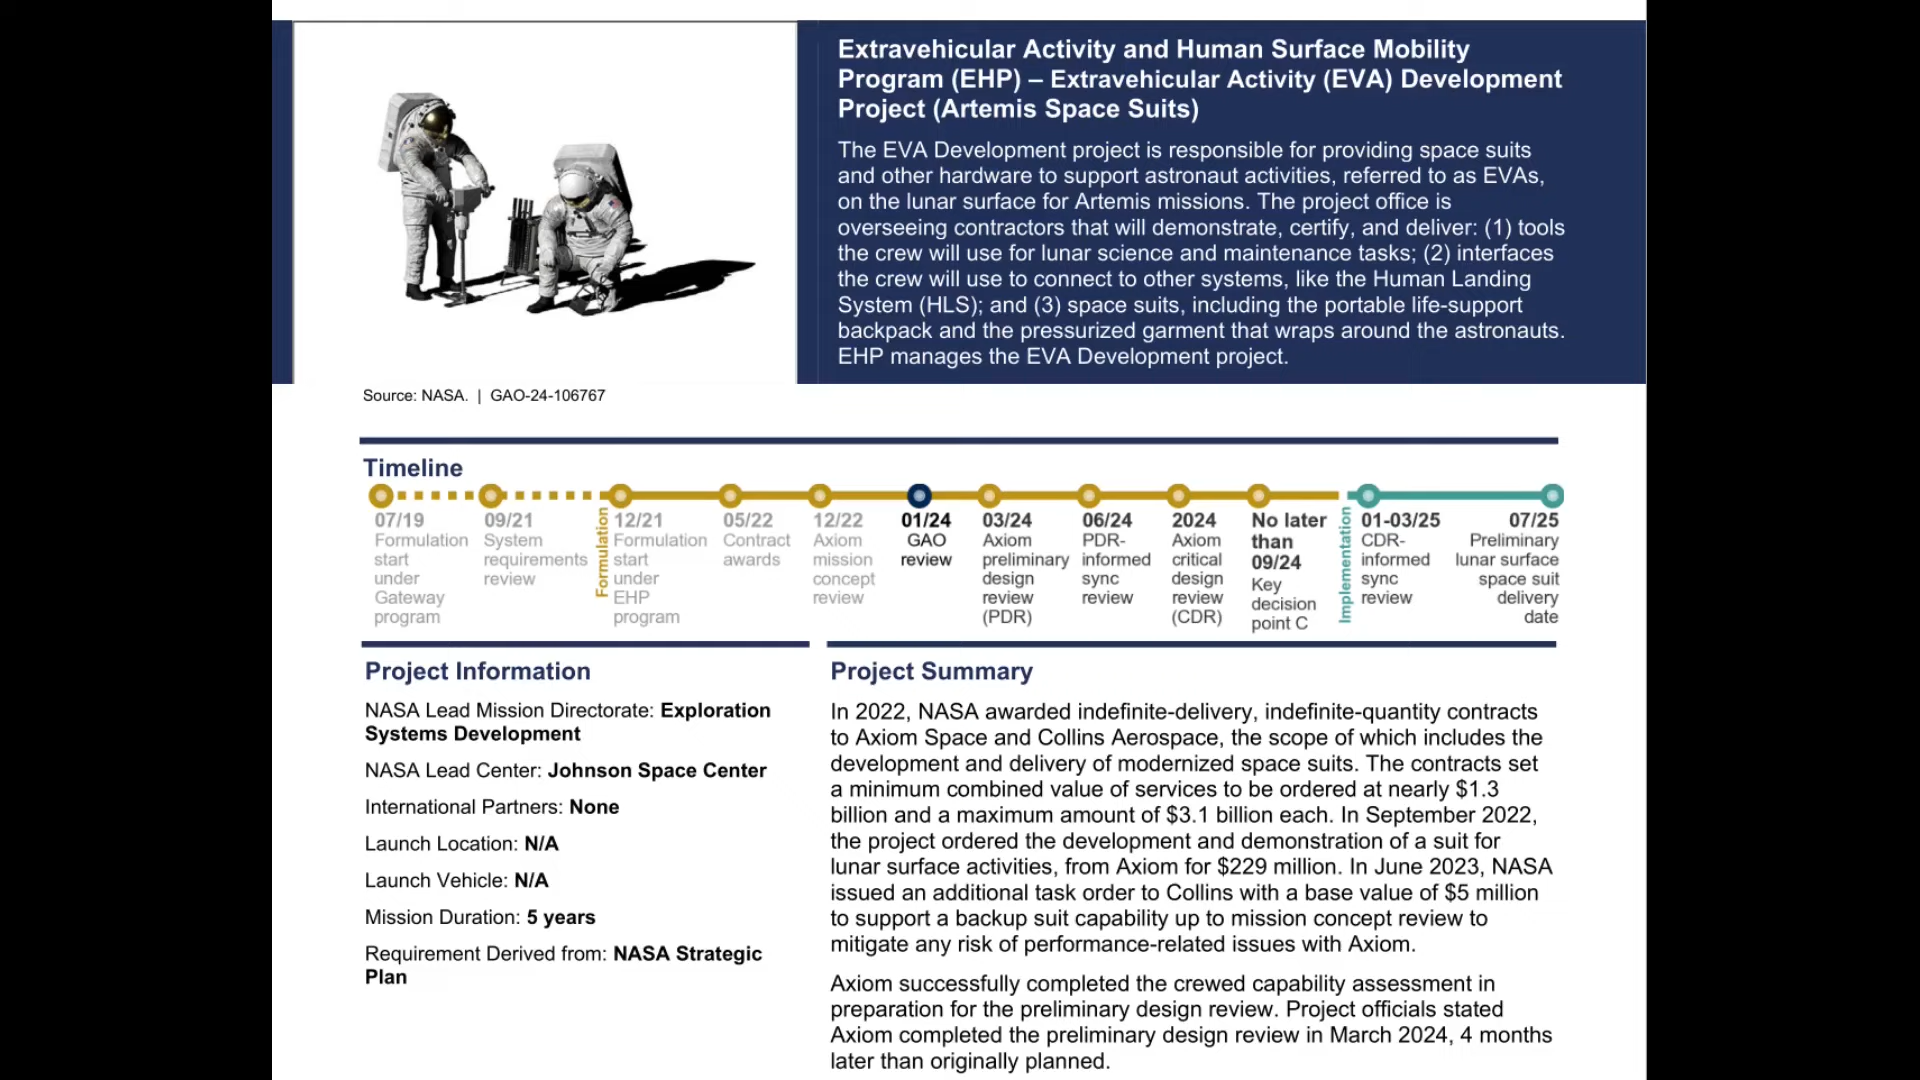 Extravehicular Activity and Human Surface Mobility
Program (EHP) – Extravehicular Activity (EVA) Development
Project (Artemis Space Suits)
The EVA Development project is responsible for providing space suits
and other hardware to support astronaut activities, referred to as EVAs,
on the lunar surface for Artemis missions. The project office is
overseeing contractors that will demonstrate, certify, and deliver: (1) tools
the crew will use for lunar science and maintenance tasks; (2) interfaces
the crew will use to connect to other systems, like the Human Landing
System (HLS); and (3) space suits, including the portable life-support
backpack and the pressurized garment that wraps around the astronauts.
EHP manages the EVA Development project.
Source: NASA. | GAO-24-106767
Timeline
07/19
Formulation
start
under
Gateway
program
09/21
System
requirements
review
Formulation
12/21
Formulation
start
under
EHP
program
05/22
Contract
awards
12/22
Axiom
mission
concept
review
01/24
GAO
review
03/24
Axiom
preliminary
design
review
(PDR)
06/24
PDR-
informed
sync
review
2024
Axiom
critical
design
review
(CDR)
No later
than
09/24
Key
decision
point C
Implementation
01-03/25
CDR-
informed
sync
review
07/25
Preliminary
lunar surface
space suit
delivery
date
Project Information
NASA Lead Mission Directorate: Exploration
Systems Development
NASA Lead Center: Johnson Space Center
International Partners: None
Launch Location: N/A
Launch Vehicle: N/A
Mission Duration: 5 years
Requirement Derived from: NASA Strategic
Plan
Project Summary
In 2022, NASA awarded indefinite-delivery, indefinite-quantity contracts
to Axiom Space and Collins Aerospace, the scope of which includes the
development and delivery of modernized space suits. The contracts set
a minimum combined value of services to be ordered at nearly $1.3
billion and a maximum amount of $3.1 billion each. In September 2022,
the project ordered the development and demonstration of a suit for
lunar surface activities, from Axiom for $229 million. In June 2023, NASA
issued an additional task order to Collins with a base value of $5 million
to support a backup suit capability up to mission concept review to
mitigate any risk of performance-related issues with Axiom.
Axiom successfully completed the crewed capability assessment in
preparation for the preliminary design review. Project officials stated
Axiom completed the preliminary design review in March 2024, 4 months
later than originally planned.